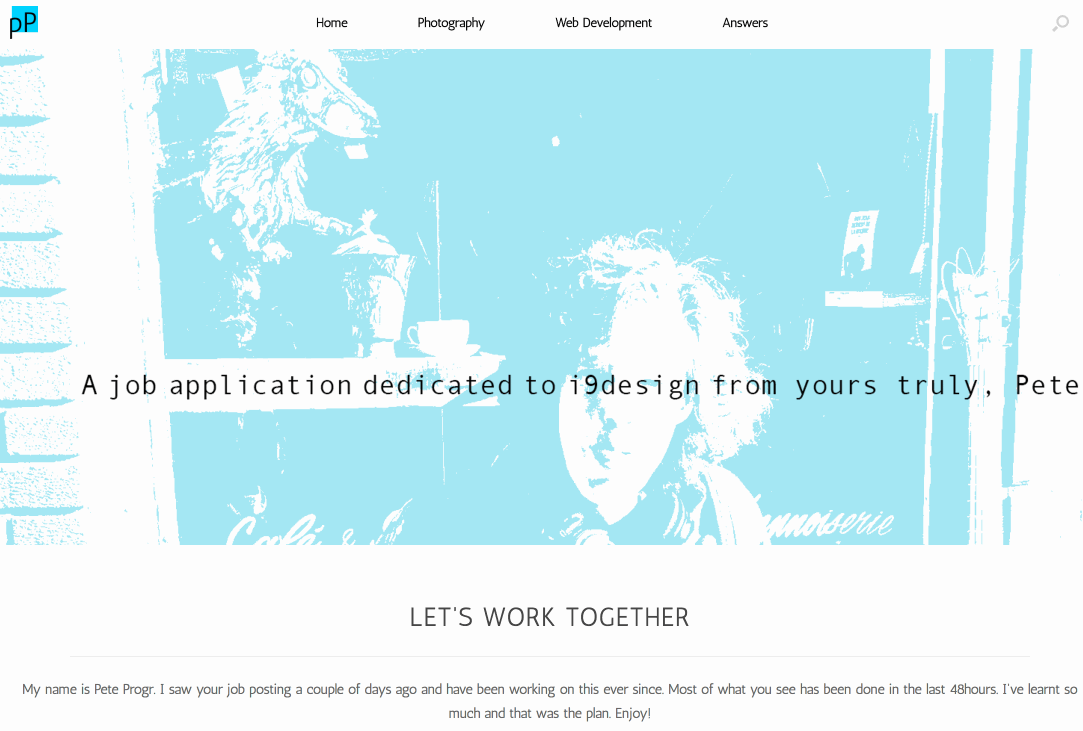 pP
Home Photography Web Development Answers
A job application dedicated to i9design from yours truly, Pete
Café &
LET'S WORK TOGETHER
My name is Pete Progr. I saw your job posting a couple of days ago and have been working on this ever since. Most of what you see has been done in the last 48hours. I've learnt so
much and that was the plan. Enjoy!